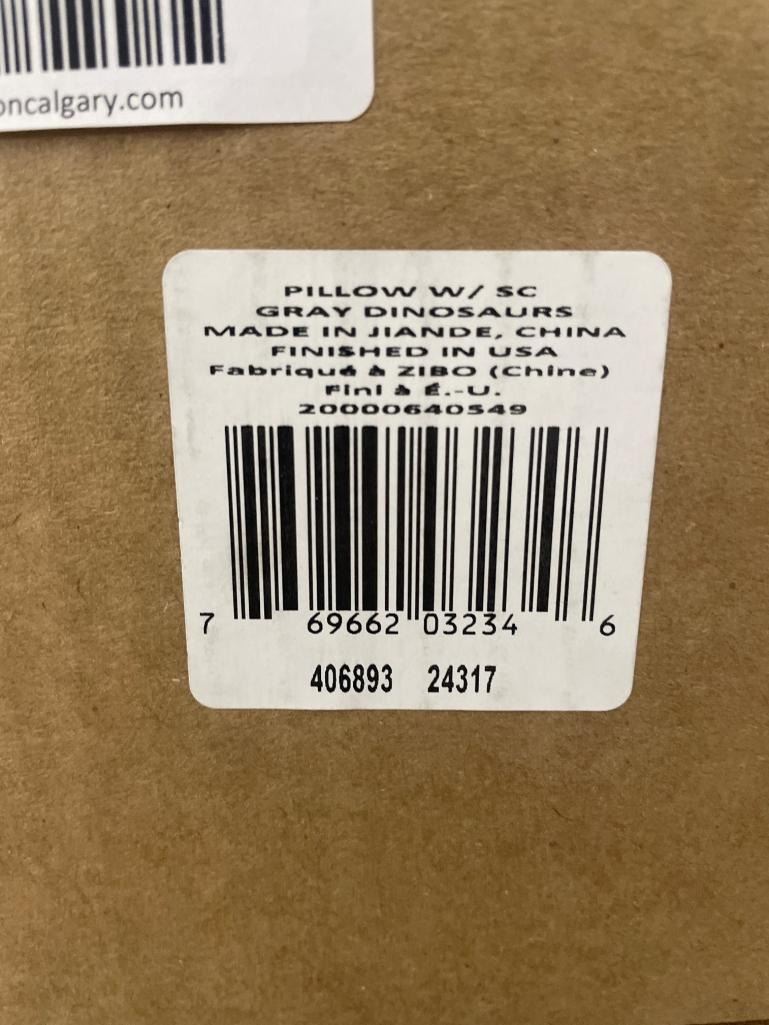 oncalgary.com
PILLOW W/ SC
GRAY DINOSAURS
MADE IN JIANDE, CHINA
FINISHED IN USA
Fabriqué à ZIBO (Chine)
Fini à É.-U.
20000640549
7 69662 03234 6
406893 24317